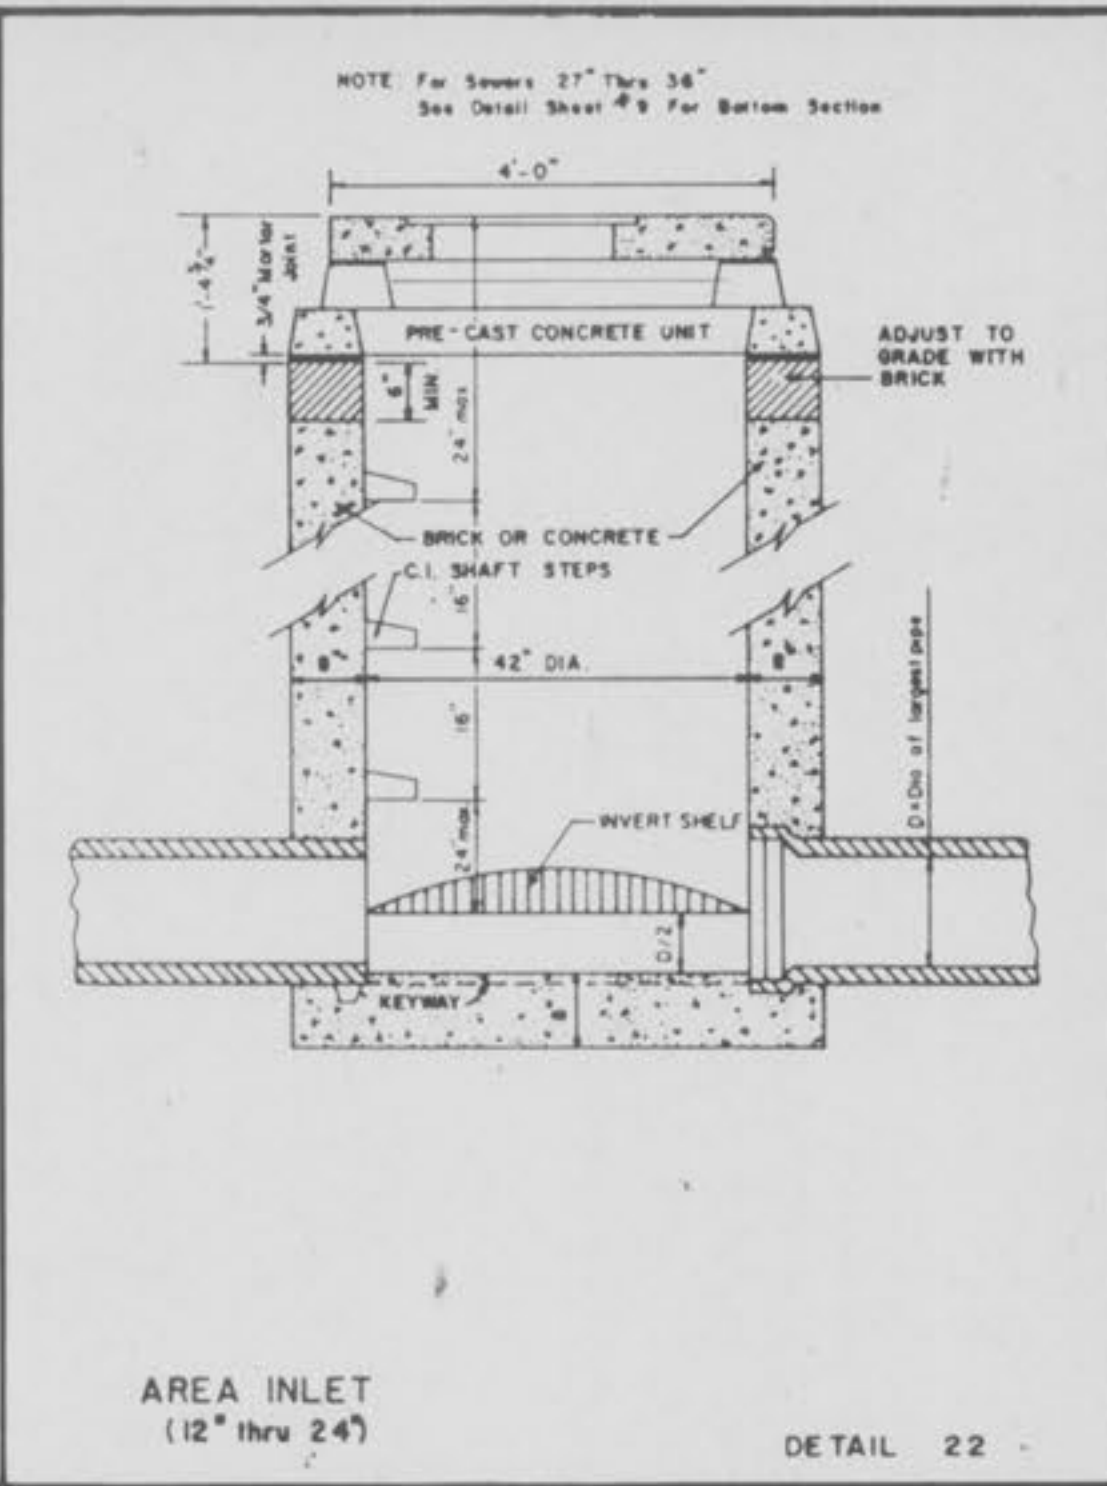 NOTE For Sewers 27" Thru 36"
See Detail Sheet #9 For Bottom Section
4'-0"
1'-4 3/4"
3/4" Mortar
Joint
PRE-CAST CONCRETE UNIT
ADJUST TO
GRADE WITH
BRICK
6"
MIN.
24" max
BRICK OR CONCRETE
C.I. SHAFT STEPS
16"
8"
42" DIA.
8"
16"
D=Dia of largest pipe
INVERT SHELF
24"max
D/2
KEYWAY
AREA INLET
(12" thru 24")
DETAIL 22